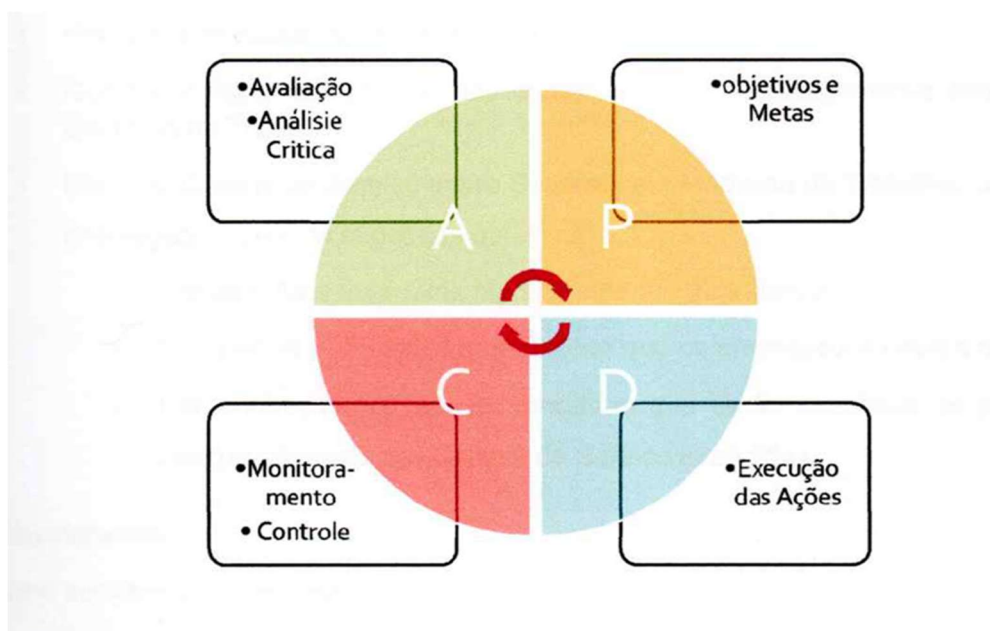 •Avaliação
•Análisie
Critica
•objetivos e
Metas
A
P
C
D
•Monitora-
mento
• Controle
•Execução
das Ações